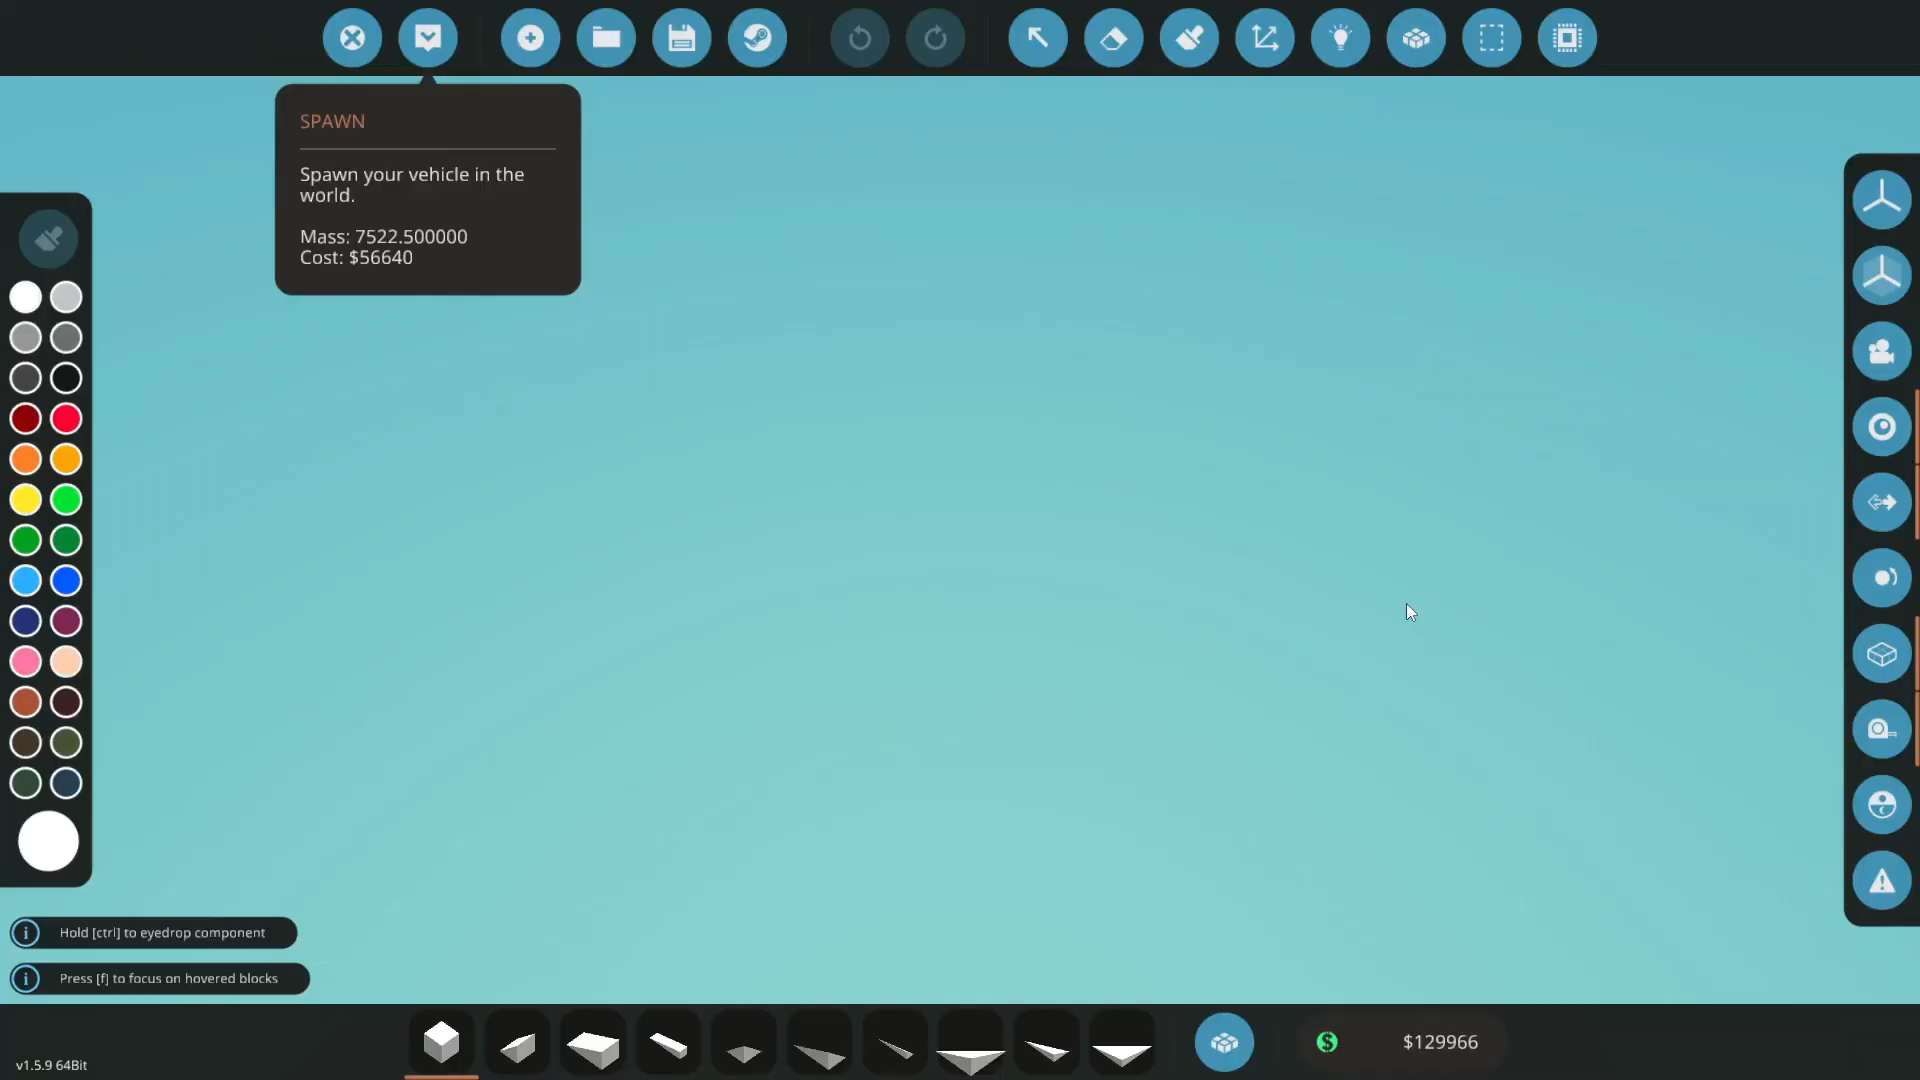 SPAWN
Spawn your vehicle in the
world.
Mass: 7522.500000
Cost: $56640
Hold [ctrl] to eyedrop component
Press [f] to focus on hovered blocks
$129966
v1.5.9 64Bit